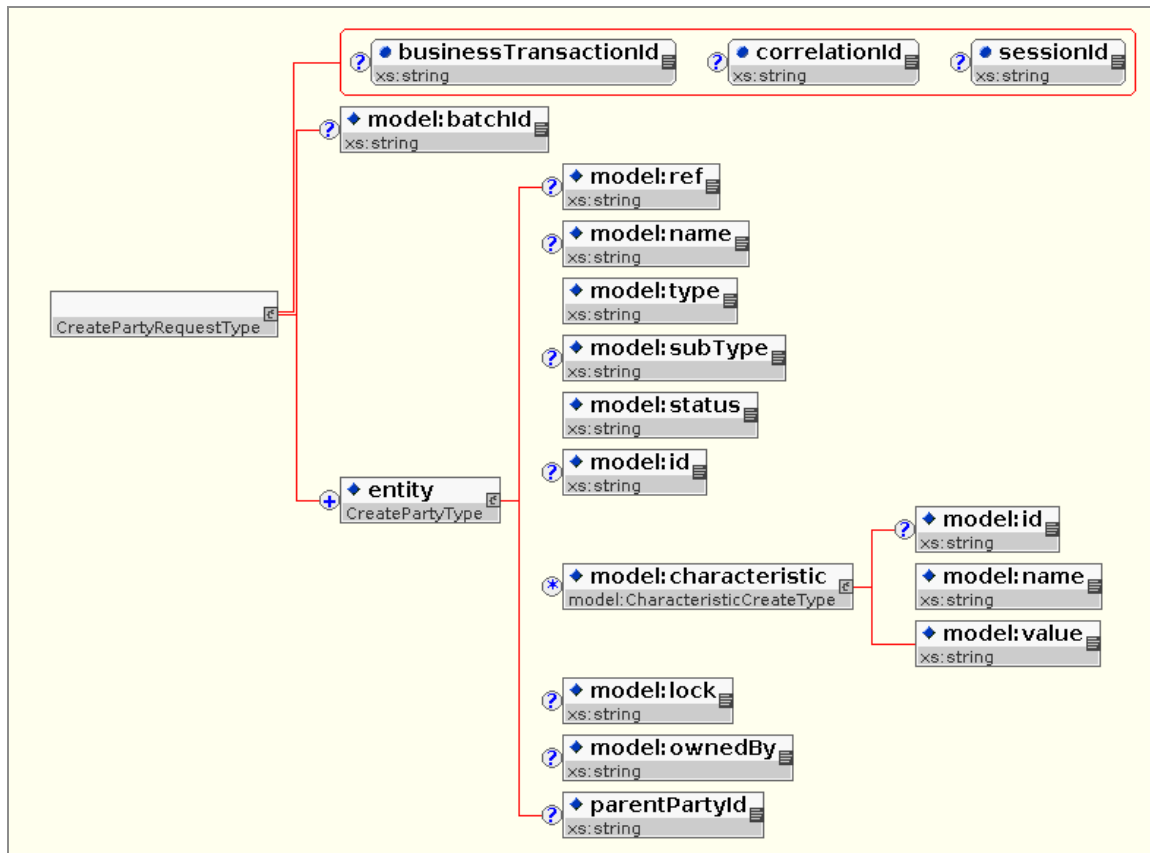 businessTransactionId
xs:string
correlationId
xs:string
sessionId
xs:string
model:batchId
xs:string
model:ref
xs:string
model:name
xs:string
model:type
xs:string
CreatePartyRequestType
model:subType
xs:string
model:status
xs:string
model:id
xs:string
entity
CreatePartyType
model:characteristic
model:CharacteristicCreateType
model:id
xs:string
model:name
xs:string
model:value
xs:string
model:lock
xs:string
model:ownedBy
xs:string
parentPartyId
xs:string